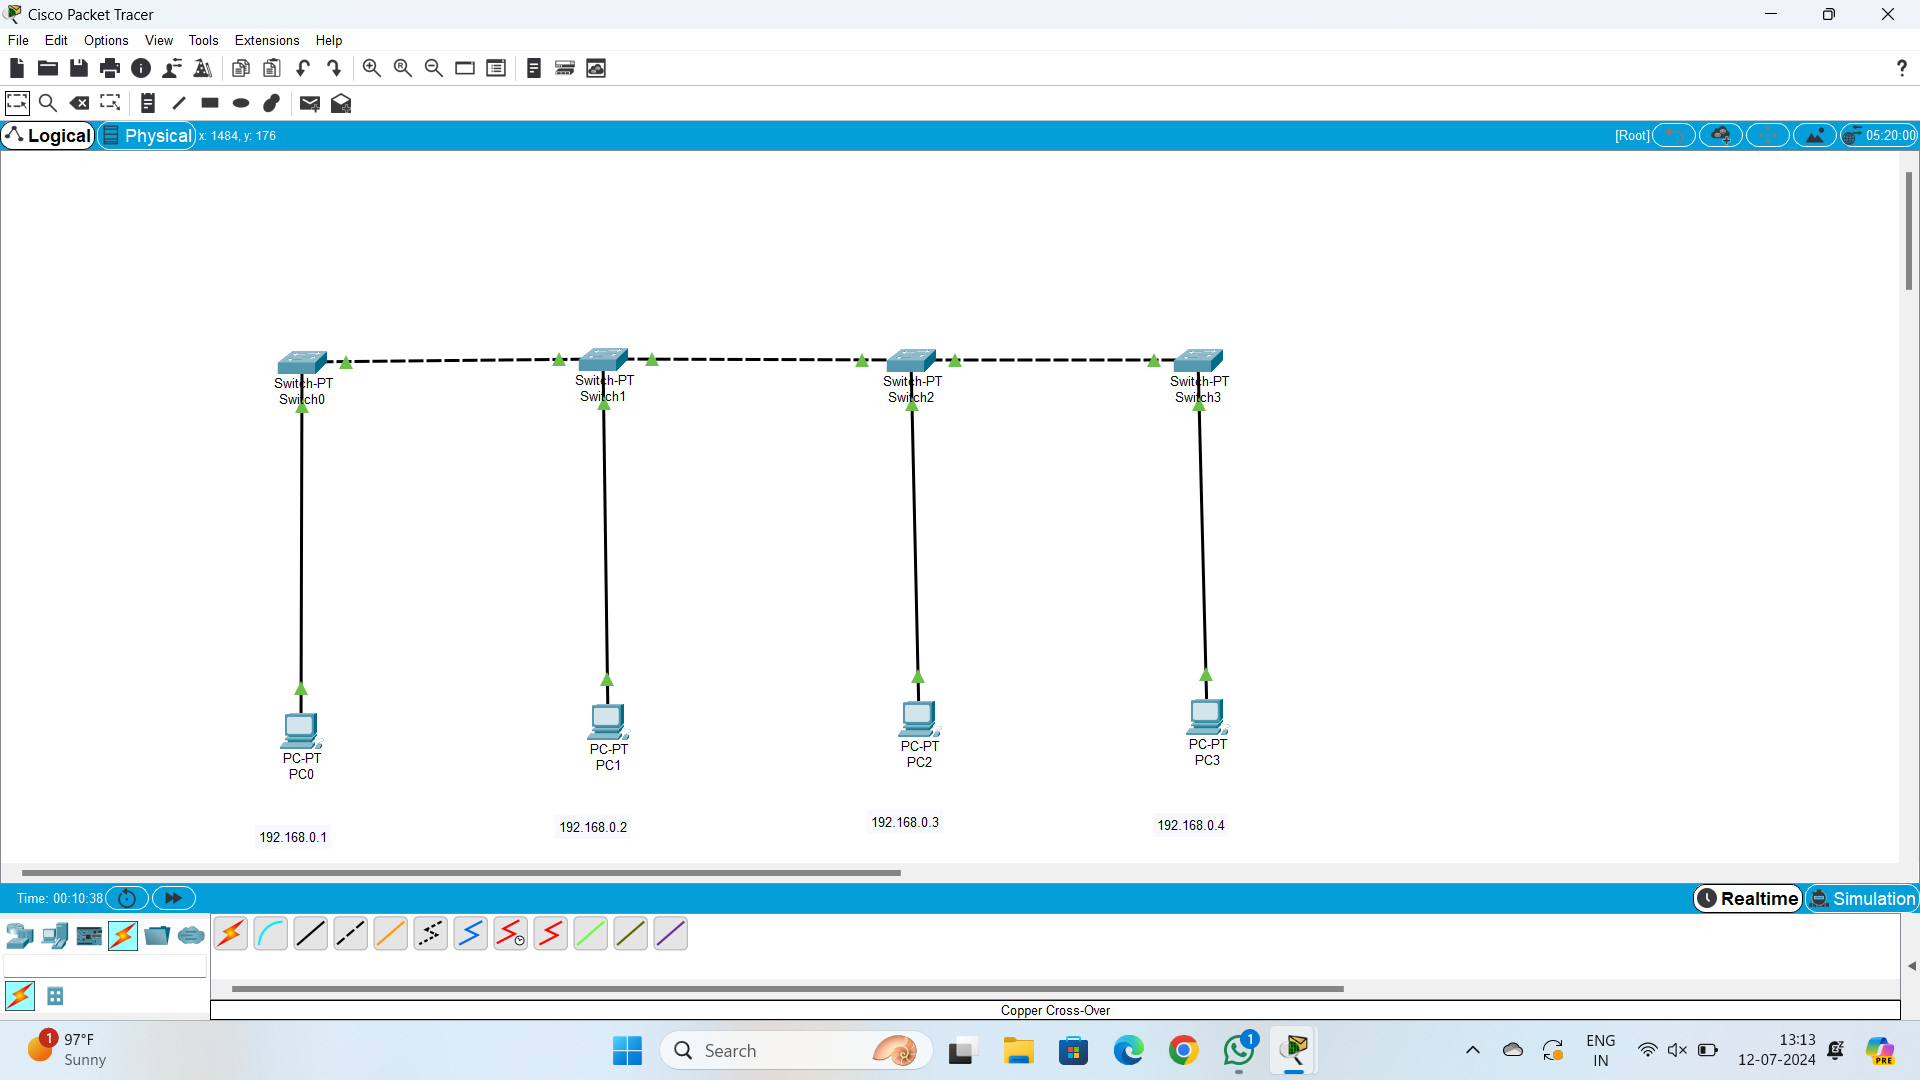 Cisco Packet Tracer
File Edit Options View Tools Extensions Help
?
Logical Physical x: 1484, y: 176 [Root] 05:20:00
Switch-PT
Switch0
Switch-PT
Switch1
Switch-PT
Switch2
Switch-PT
Switch3
PC-PT
PC0
PC-PT
PC1
PC-PT
PC2
PC-PT
PC3
192.168.0.1
192.168.0.2
192.168.0.3
192.168.0.4
Time: 00:10:38 Realtime Simulation
Copper Cross-Over
1
97°F
Sunny
Search
1
ENG
IN
13:13
12-07-2024
PRE